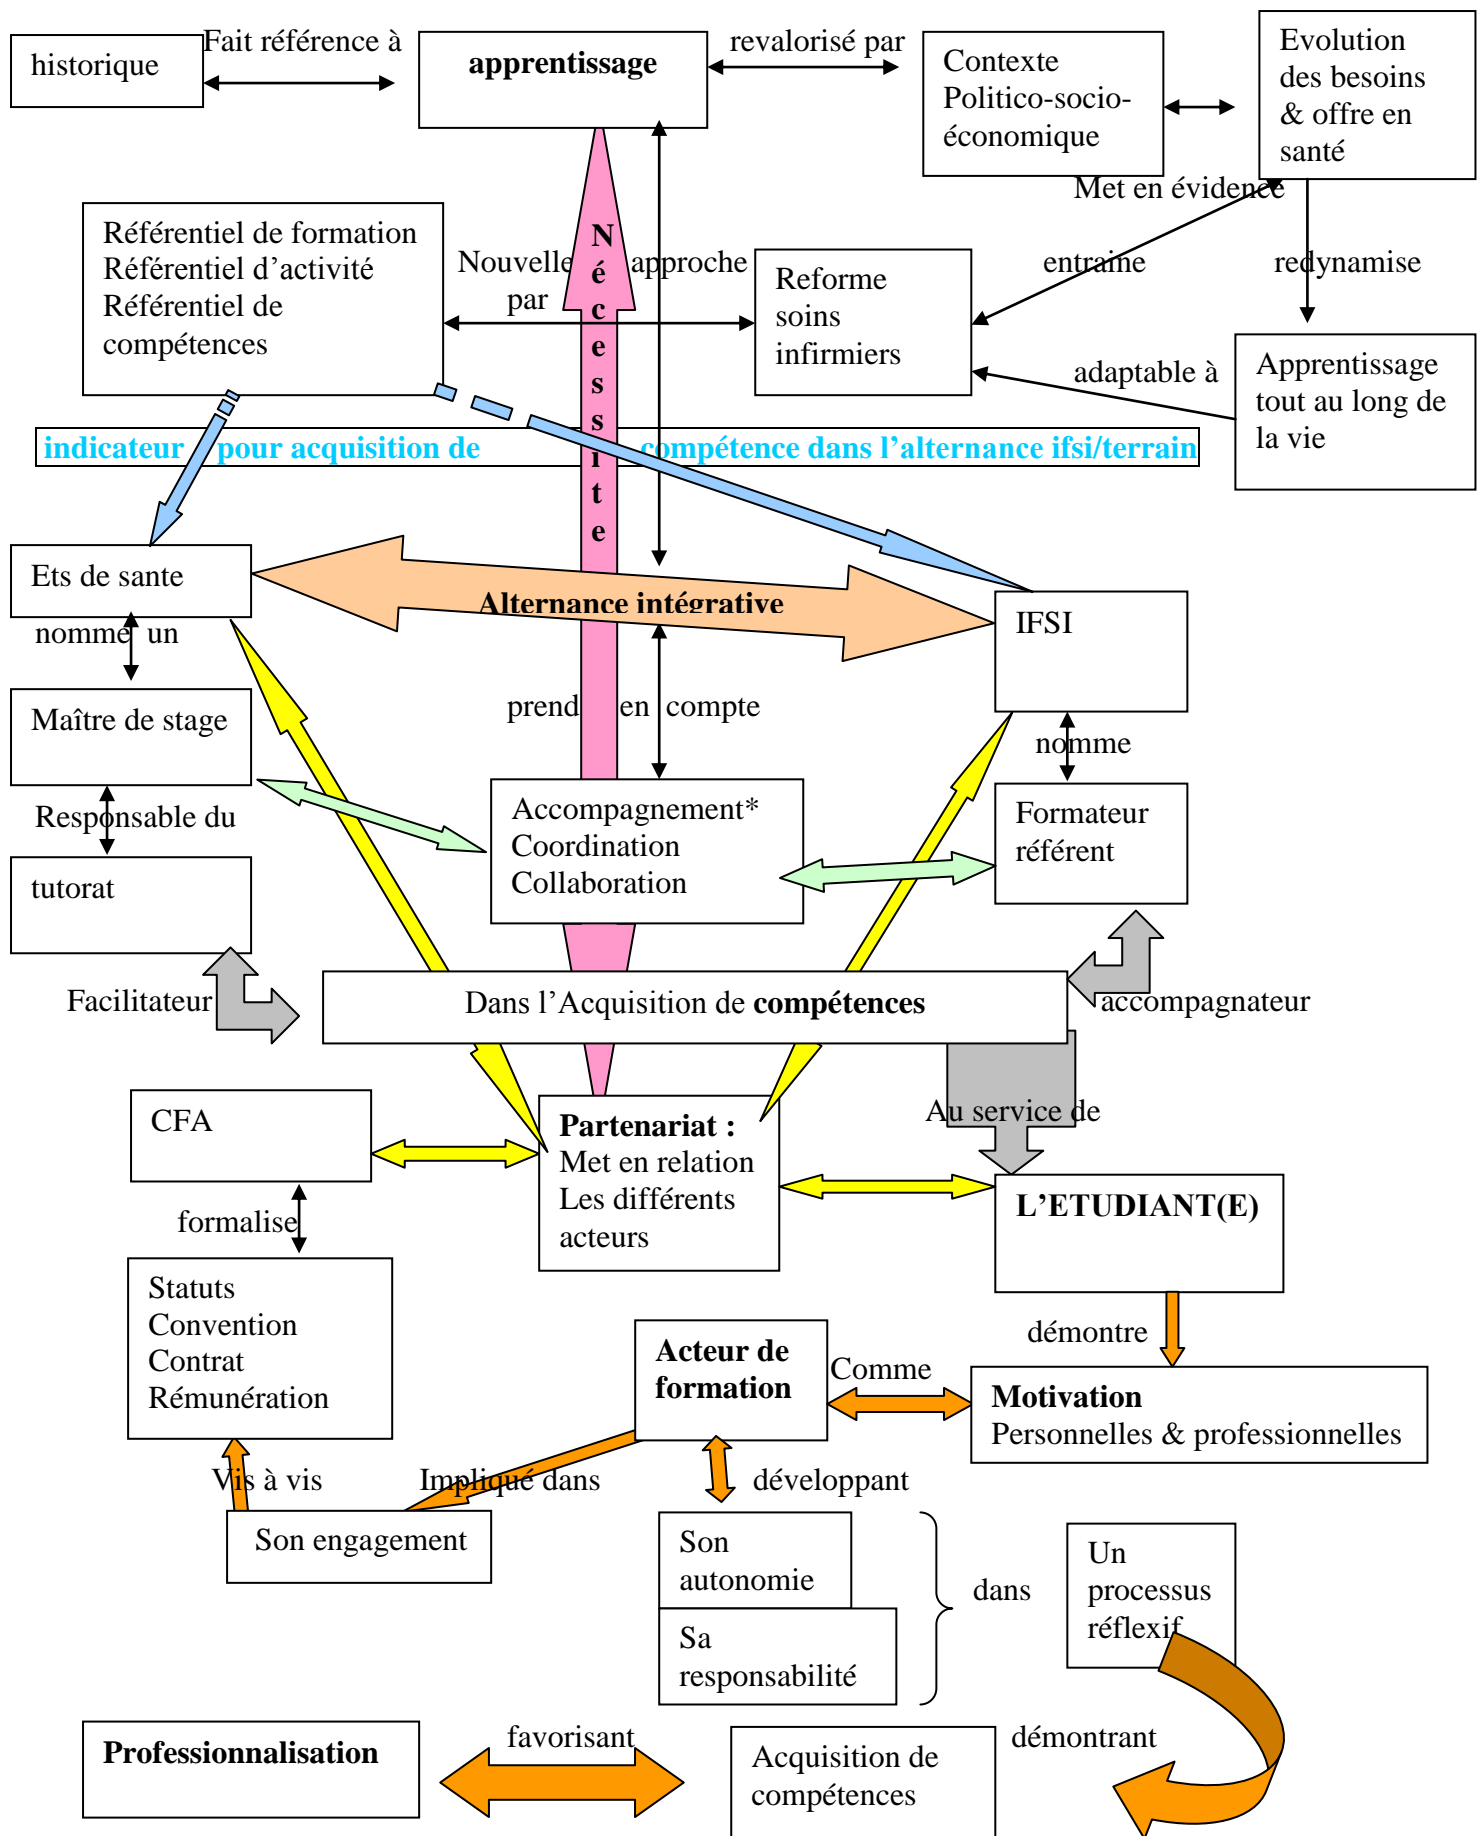 historique
Fait référence à
apprentissage
revalorisé par
Contexte
Politico-socio-
économique
Evolution
des besoins
& offre en
santé
Met en évidence
Référentiel de formation
Référentiel d'activité
Référentiel de
compétences
Nouvelle approche
par
Nécessite
Reforme
soins
infirmiers
entraine
redynamise
adaptable à
Apprentissage
tout au long de
la vie
indicateur pour acquisition de compétence dans l'alternance ifsi/terrain
Ets de sante
Alternance intégrative
IFSI
nomme un
Maître de stage
prend en compte
nomme
Responsable du
Accompagnement*
Coordination
Collaboration
Formateur
référent
tutorat
Facilitateur
Dans l'Acquisition de compétences
accompagnateur
CFA
Partenariat :
Met en relation
Les différents
acteurs
Au service de
L'ETUDIANT(E)
formalise
Statuts
Convention
Contrat
Rémunération
démontre
Acteur de
formation
Comme
Motivation
Personnelles & professionnelles
Vis à vis
Impliqué dans
développant
Son engagement
Son
autonomie
Sa
responsabilité
dans
Un
processus
réflexif
Professionnalisation
favorisant
Acquisition de
compétences
démontrant